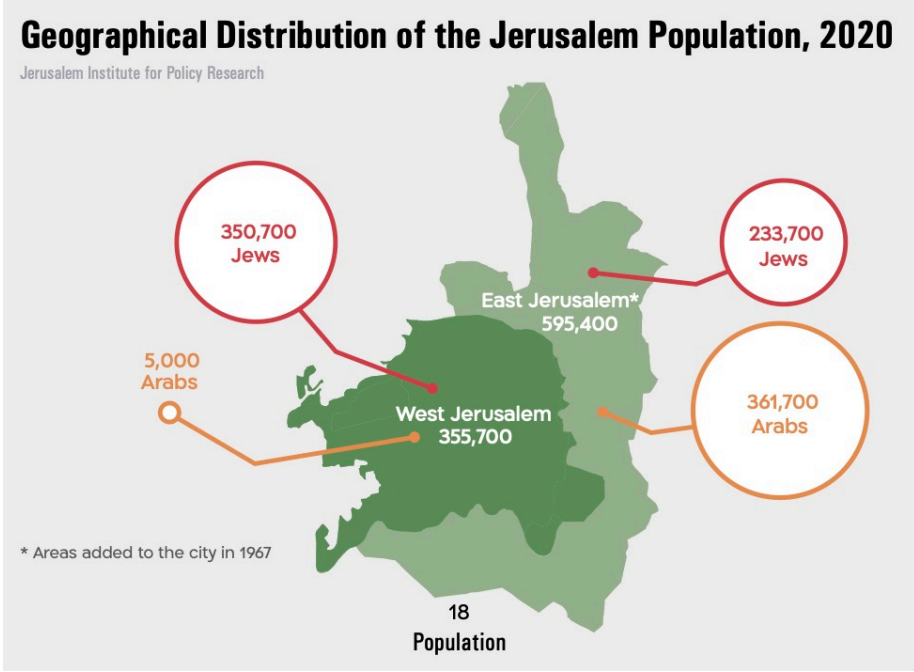 Geographical Distribution of the Jerusalem Population, 2020
Jerusalem Institute for Policy Research
350,700
Jews
233,700
Jews
East Jerusalem*
595,400
5,000
Arabs
361,700
Arabs
West Jerusalem
355,700
* Areas added to the city in 1967
18
Population